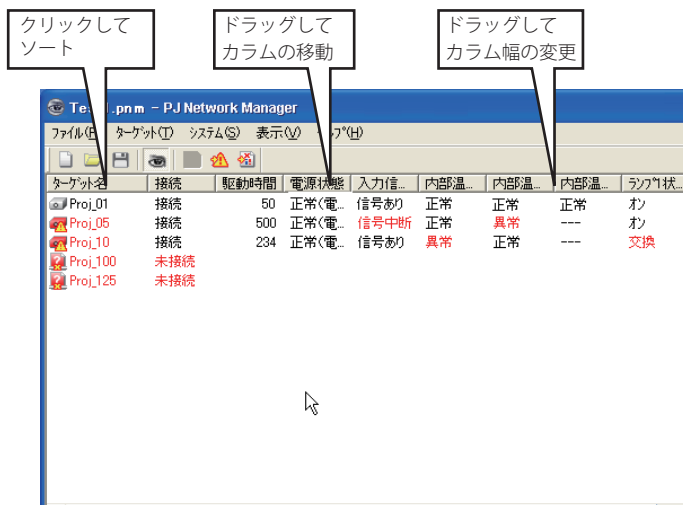 クリックして
ソート
ドラッグして
カラムの移動
ドラッグして
カラム幅の変更
.pnm - PJ Network Manager
ターゲット(T) システム(S) 表示(V) (H)
ターゲット名 接続 駆動時間 電源状態 入力信... 内部温... 内部温... 内部温... ランプ1状...
Proj_01 接続 50 正常(電... 信号あり 正常 正常 正常 オン
Proj_05 接続 500 正常(電... 信号中断 正常 異常 --- オン
Proj_10 接続 234 正常(電... 信号あり 異常 正常 --- 交換
Proj_100 未接続
Proj_125 未接続